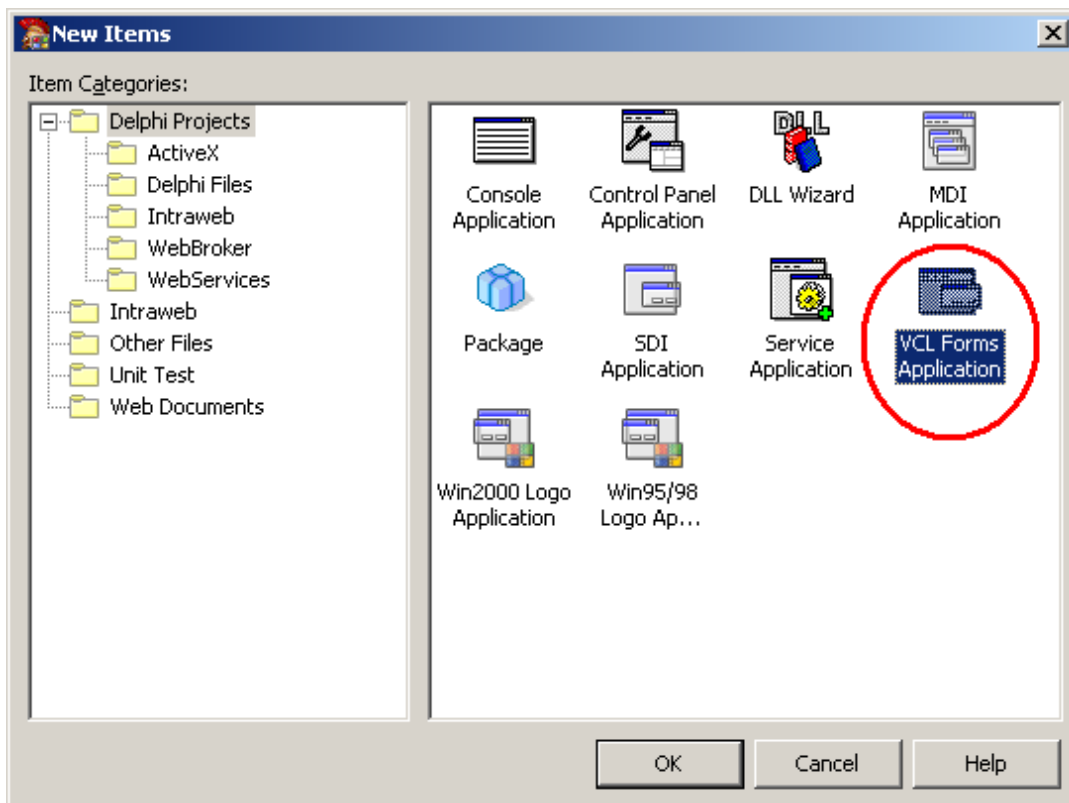 New Items
Item Categories:
Delphi Projects
ActiveX
Delphi Files
Intraweb
WebBroker
WebServices
Intraweb
Other Files
Unit Test
Web Documents
Console
Application
Control Panel
Application
DLL Wizard
MDI
Application
Package
SDI
Application
Service
Application
VCL Forms
Application
Win2000 Logo
Application
Win95/98
Logo Ap...
OK
Cancel
Help